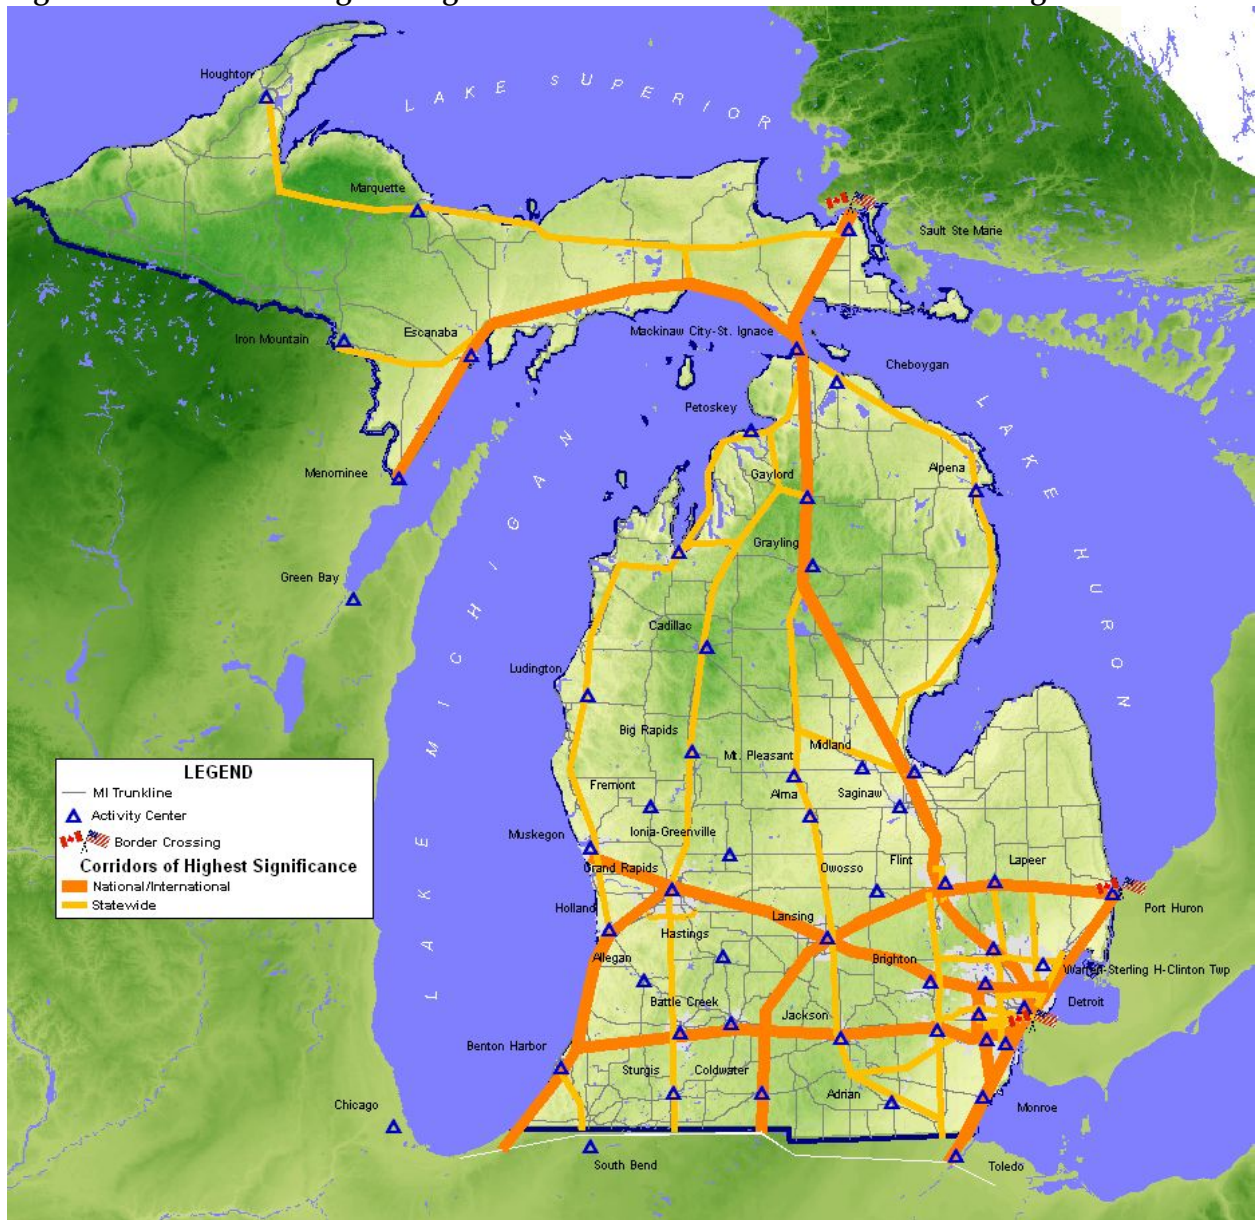 Houghton
LAKE SUPERIOR
Marquette
Sault Ste Marie
Iron Mountain
Escanaba
Mackinaw City-St. Ignace
Cheboygan
Petoskey
LAKE HURON
Menominee
Gaylord
Alpena
LAKE MICHIGAN
Grayling
Green Bay
Cadillac
Ludington
Big Rapids
Mt. Pleasant
Midland
Fremont
Alma
Saginaw
Muskegon
Ionia-Greenville
Grand Rapids
Owosso
Flint
Lapeer
Port Huron
Holland
Lansing
Hastings
Allegan
Brighton
Warren-Sterling H-Clinton Twp
Battle Creek
Jackson
Detroit
Benton Harbor
Sturgis
Coldwater
Adrian
Monroe
Chicago
South Bend
Toledo
LEGEND
MI Trunkline
Activity Center
Border Crossing
Corridors of Highest Significance
National/International
Statewide